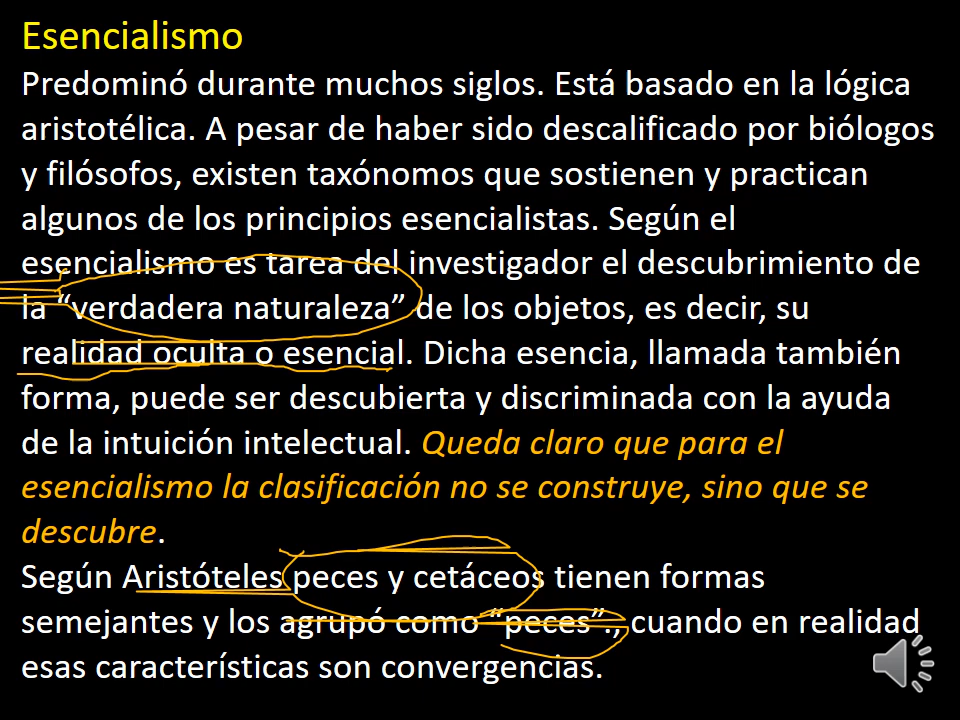 Esencialismo
Predominó durante muchos siglos. Está basado en la lógica
aristotélica. A pesar de haber sido descalificado por biólogos
y filósofos, existen taxónomos que sostienen y practican
algunos de los principios esencialistas. Según el
esencialismo es tarea del investigador el descubrimiento de
la “verdadera naturaleza” de los objetos, es decir, su
realidad oculta o esencial. Dicha esencia, llamada también
forma, puede ser descubierta y discriminada con la ayuda
de la intuición intelectual. Queda claro que para el
esencialismo la clasificación no se construye, sino que se
descubre.
Según Aristóteles peces y cetáceos tienen formas
semejantes y los agrupó como “peces”., cuando en realidad
esas características son convergencias.